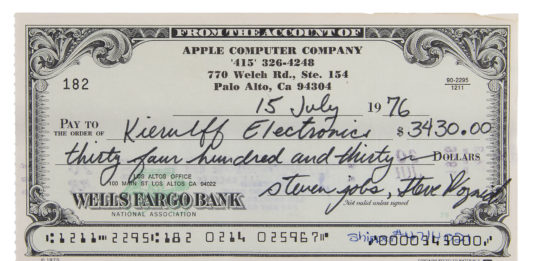 FROM THE ACCOUNT OF
APPLE COMPUTER COMPANY
'415' 326-4248
770 Welch Rd., Ste. 154
Palo Alto, Ca 94304
182
90-2295
1211
15 July 1976
PAY TO
THE ORDER OF
Kierulff Electronics $3430.00
thirty four hundred and thirty DOLLARS
LOS ALTOS OFFICE
100 MAIN ST LOS ALTOS CA 94022
steven jobs, Steve Wozniak
WELLS FARGO BANK
NATIONAL ASSOCIATION
Not valid unless signed
⑆1211⑉2295⑆182 0214 025967⑈ ⑈0000343000⑈